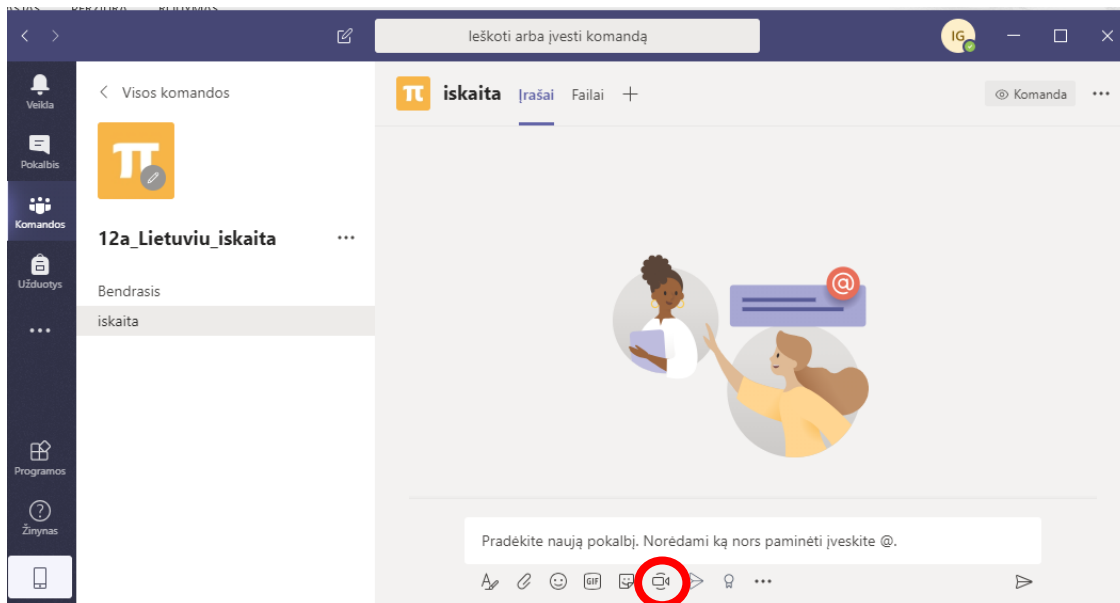 Ieškoti arba įvesti komandą
IG
Veikla
Pokalbis
Komandos
Užduotys
Programos
Žinynas
Visos komandos
π
12a_Lietuviu_iskaita
Bendrasis
iskaita
π iskaita Įrašai Failai Komanda
@
Pradėkite naują pokalbį. Norėdami ką nors paminėti įveskite @.
GIF